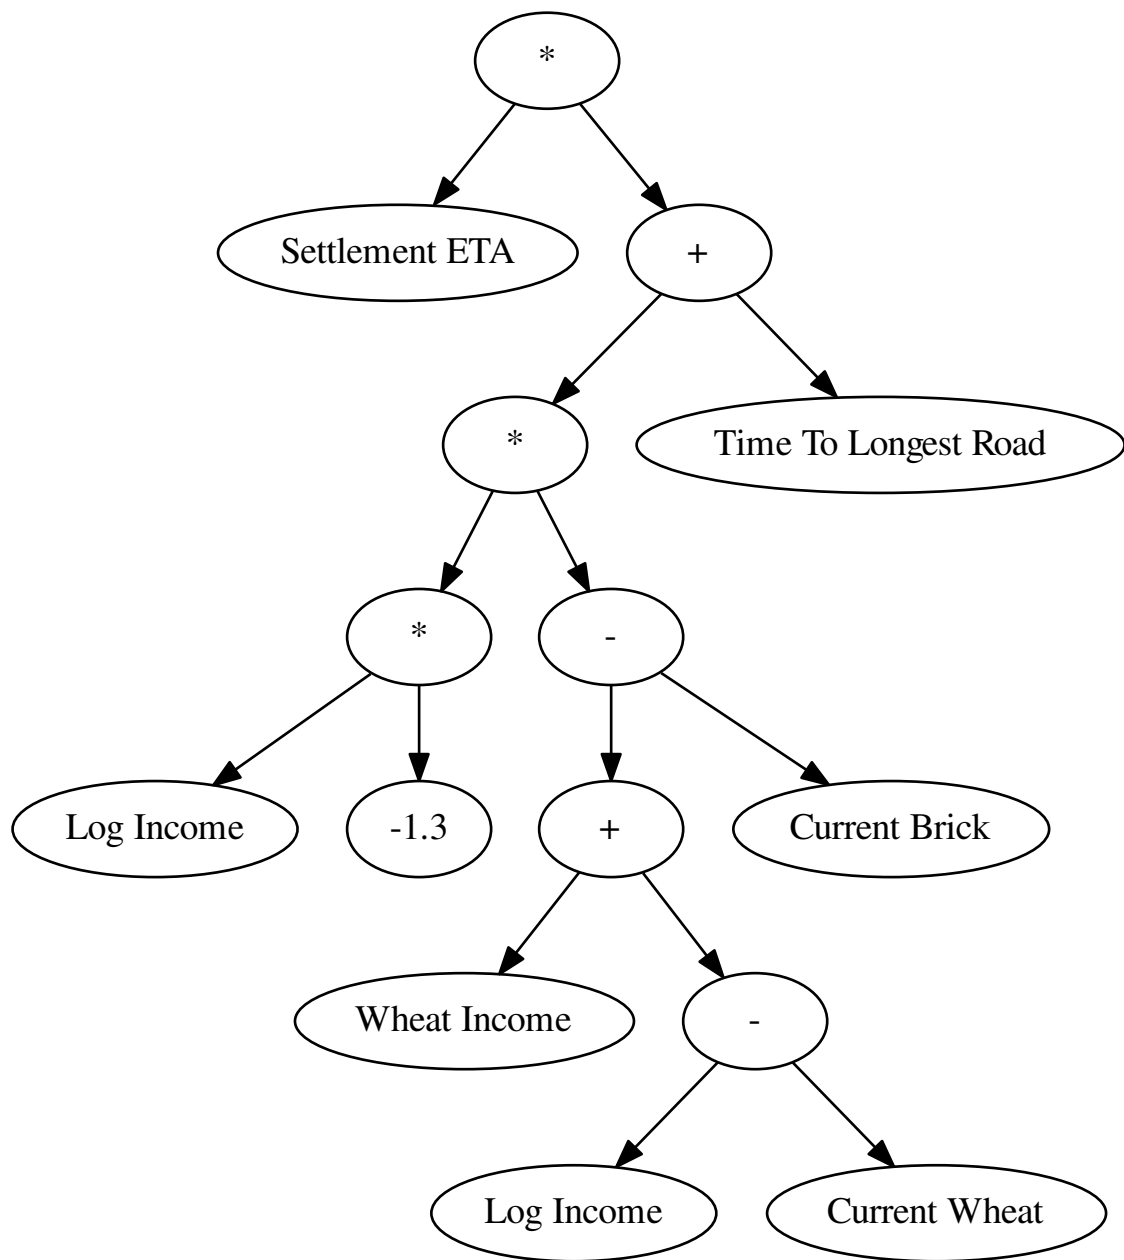 *
Settlement ETA
+
*
Time To Longest Road
*
-
Log Income
-1.3
+
Current Brick
Wheat Income
-
Log Income
Current Wheat